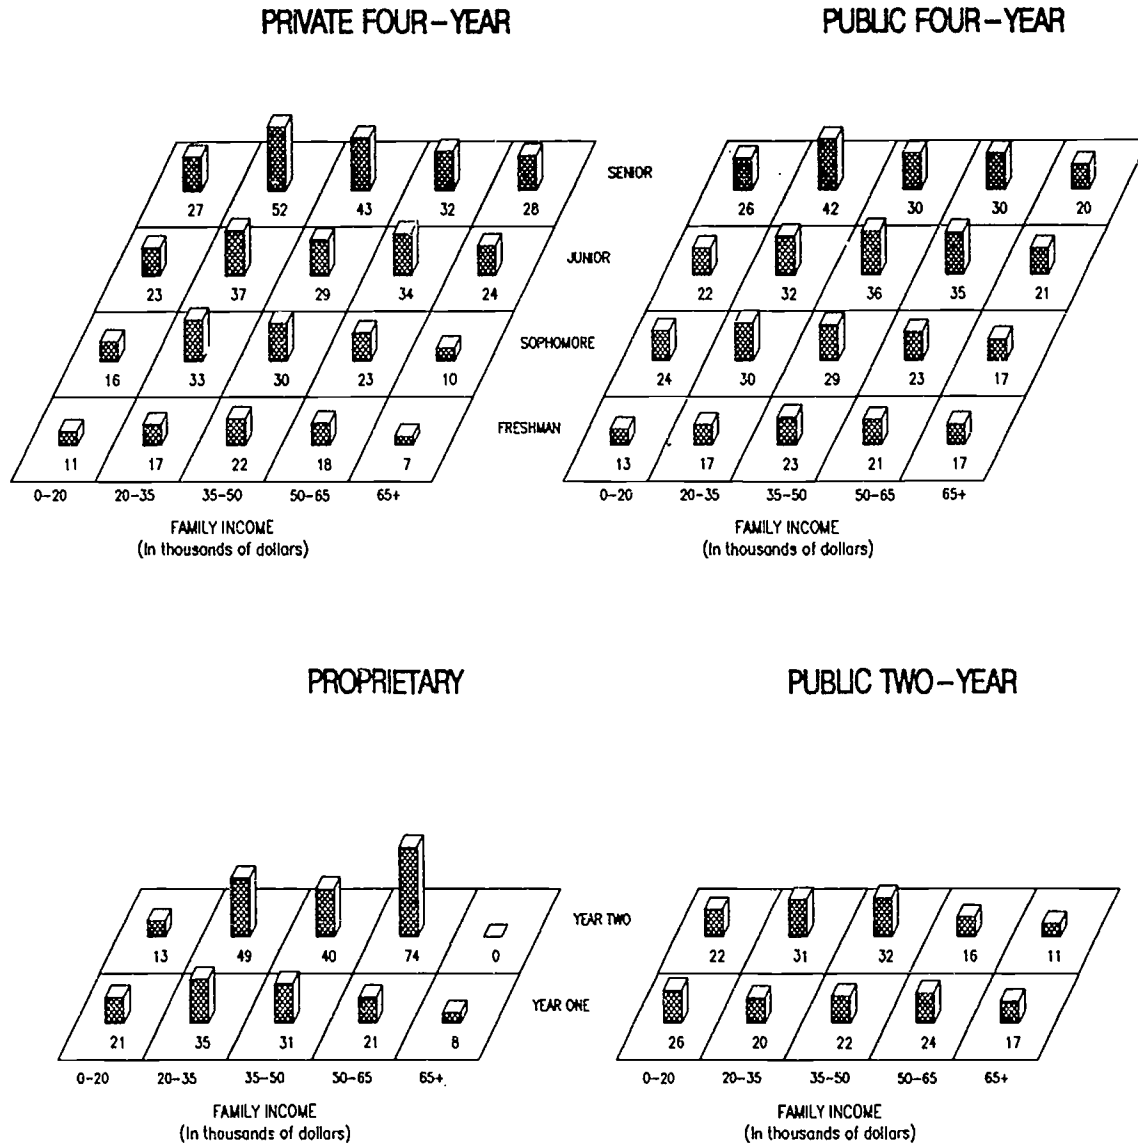 PRIVATE FOUR-YEAR
27 52 43 32 28
SENIOR
23 37 29 34 24
JUNIOR
16 33 30 23 10
SOPHOMORE
11 17 22 18 7
FRESHMAN
0-20 20-35 35-50 50-65 65+
FAMILY INCOME
(In thousands of dollars)
PUBLIC FOUR-YEAR
26 42 30 30 20
22 32 36 35 21
24 30 29 23 17
13 17 23 21 17
0-20 20-35 35-50 50-65 65+
FAMILY INCOME
(In thousands of dollars)
PROPRIETARY
13 49 40 74 0
YEAR TWO
21 35 31 21 8
YEAR ONE
0-20 20-35 35-50 50-65 65+
FAMILY INCOME
(In thousands of dollars)
PUBLIC TWO-YEAR
22 31 32 16 11
26 20 22 24 17
0-20 20-35 35-50 50-65 65+
FAMILY INCOME
(In thousands of dollars)